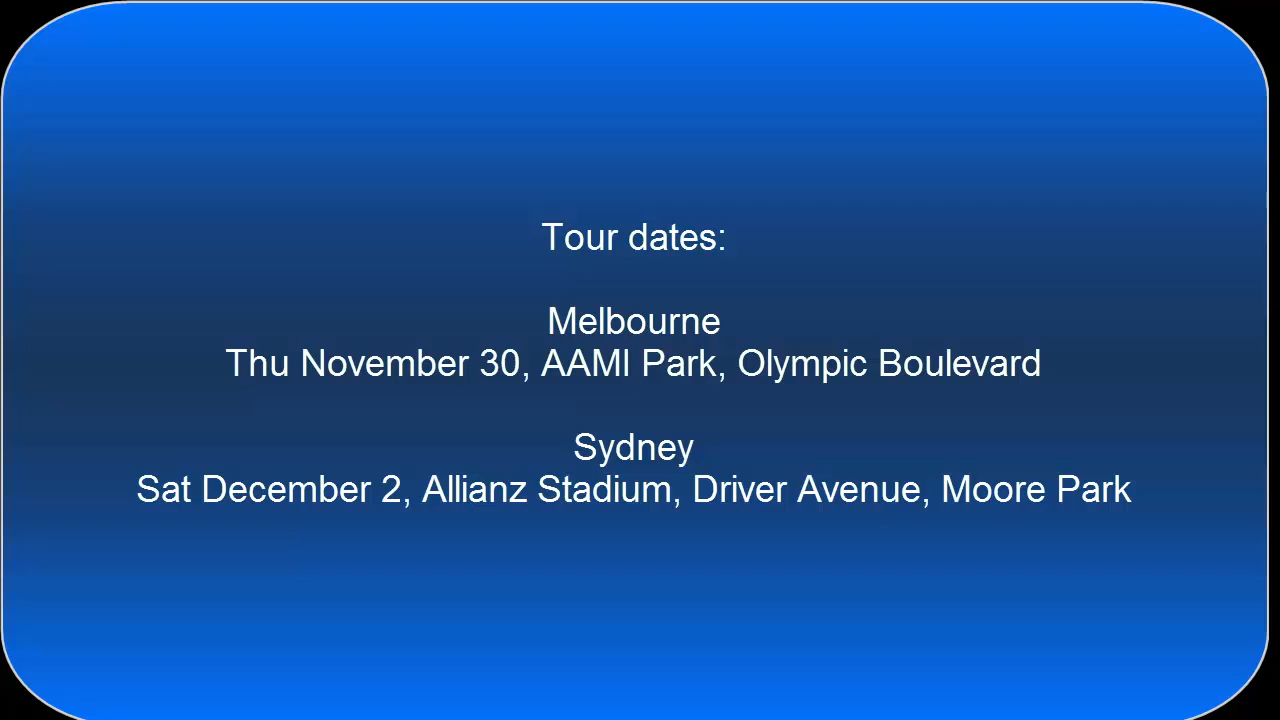 Tour dates:
Melbourne
Thu November 30, AAMI Park, Olympic Boulevard
Sydney
Sat December 2, Allianz Stadium, Driver Avenue, Moore Park